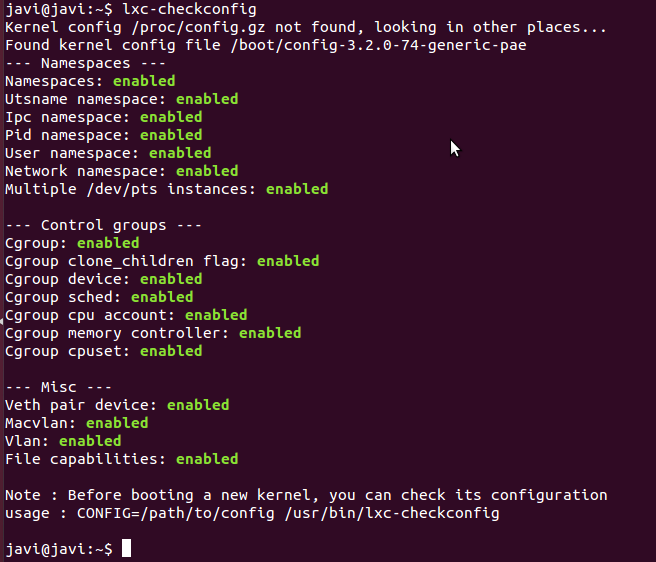 javi@javi:~$ lxc-checkconfig
Kernel config /proc/config.gz not found, looking in other places...
Found kernel config file /boot/config-3.2.0-74-generic-pae
--- Namespaces ---
Namespaces: enabled
Utsname namespace: enabled
Ipc namespace: enabled
Pid namespace: enabled
User namespace: enabled
Network namespace: enabled
Multiple /dev/pts instances: enabled

--- Control groups ---
Cgroup: enabled
Cgroup clone_children flag: enabled
Cgroup device: enabled
Cgroup sched: enabled
Cgroup cpu account: enabled
Cgroup memory controller: enabled
Cgroup cpuset: enabled

--- Misc ---
Veth pair device: enabled
Macvlan: enabled
Vlan: enabled
File capabilities: enabled

Note : Before booting a new kernel, you can check its configuration
usage : CONFIG=/path/to/config /usr/bin/lxc-checkconfig

javi@javi:~$